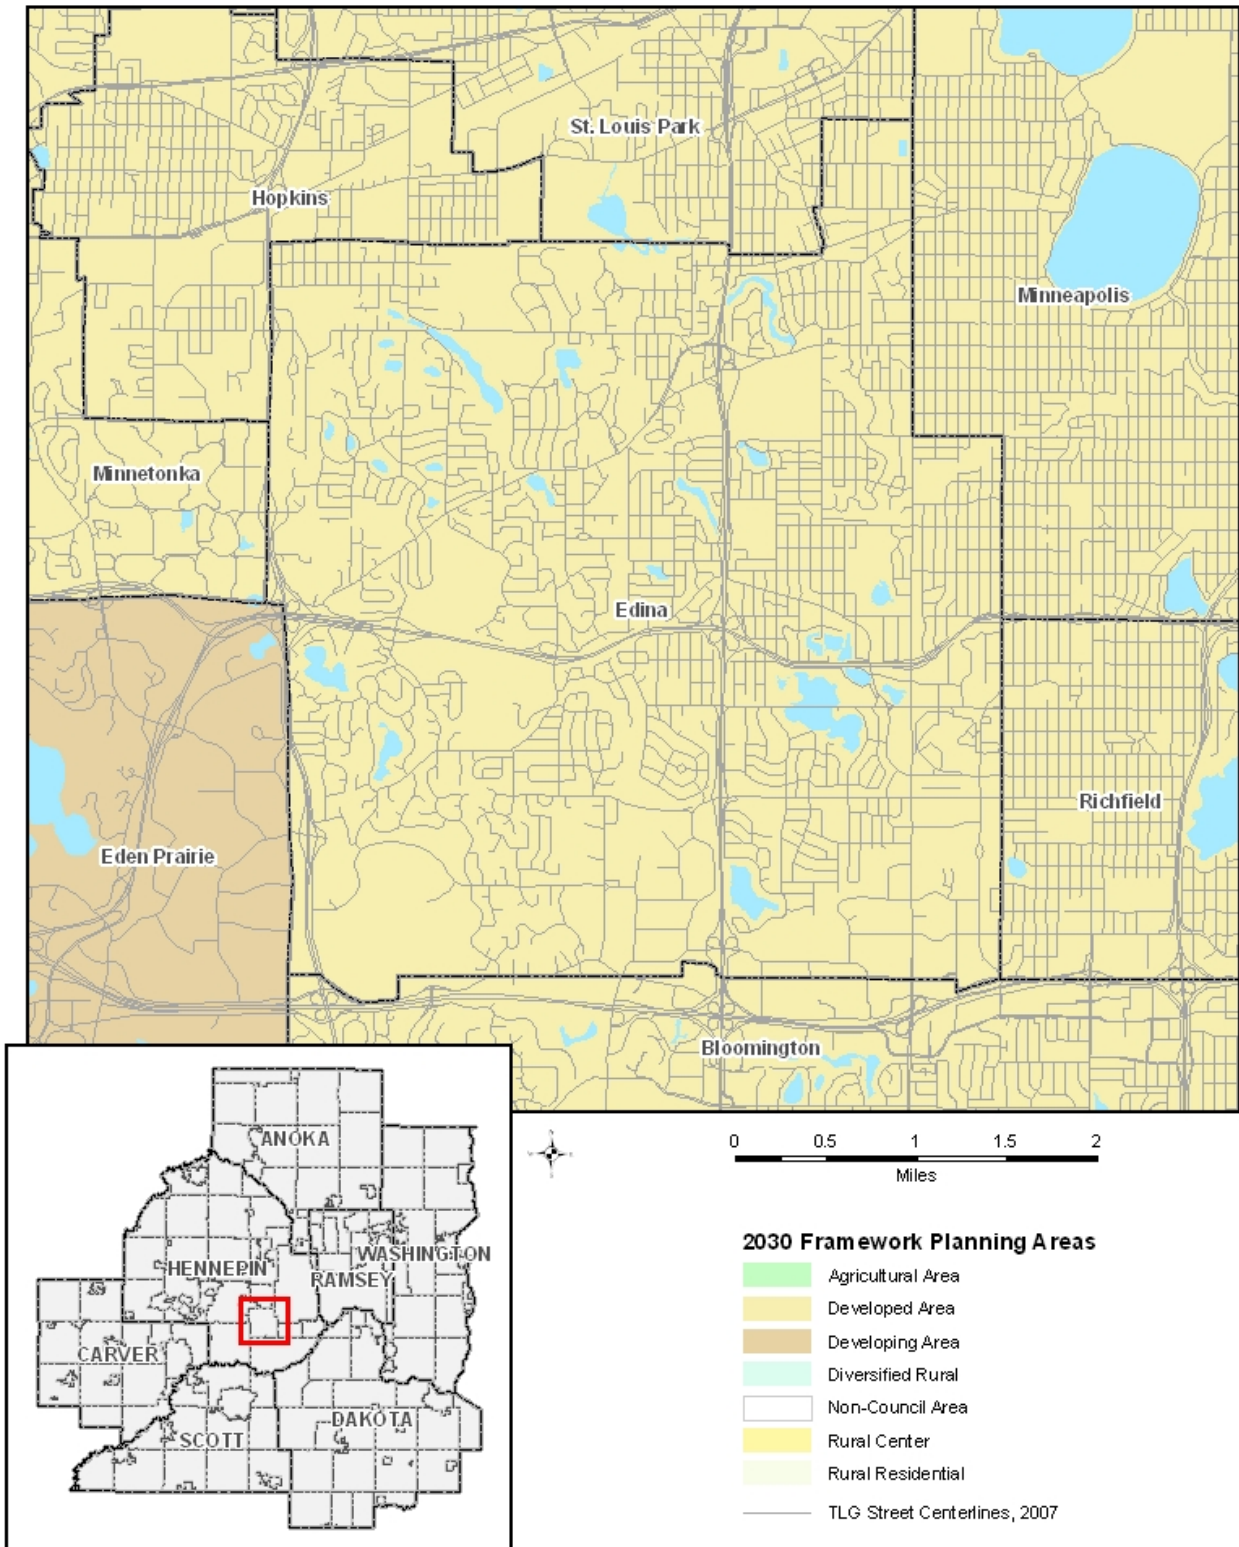 St. Louis Park
Hopkins
Minneapolis
Minnetonka
Edina
Richfield
Eden Prairie
Bloomington
ANOKA
WASHINGTON
HENNEPIN
RAMSEY
CARVER
DAKOTA
SCOTT
0 0.5 1 1.5 2
Miles
2030 Framework Planning Areas
Agricultural Area
Developed Area
Developing Area
Diversified Rural
Non-Council Area
Rural Center
Rural Residential
TLG Street Centerlines, 2007